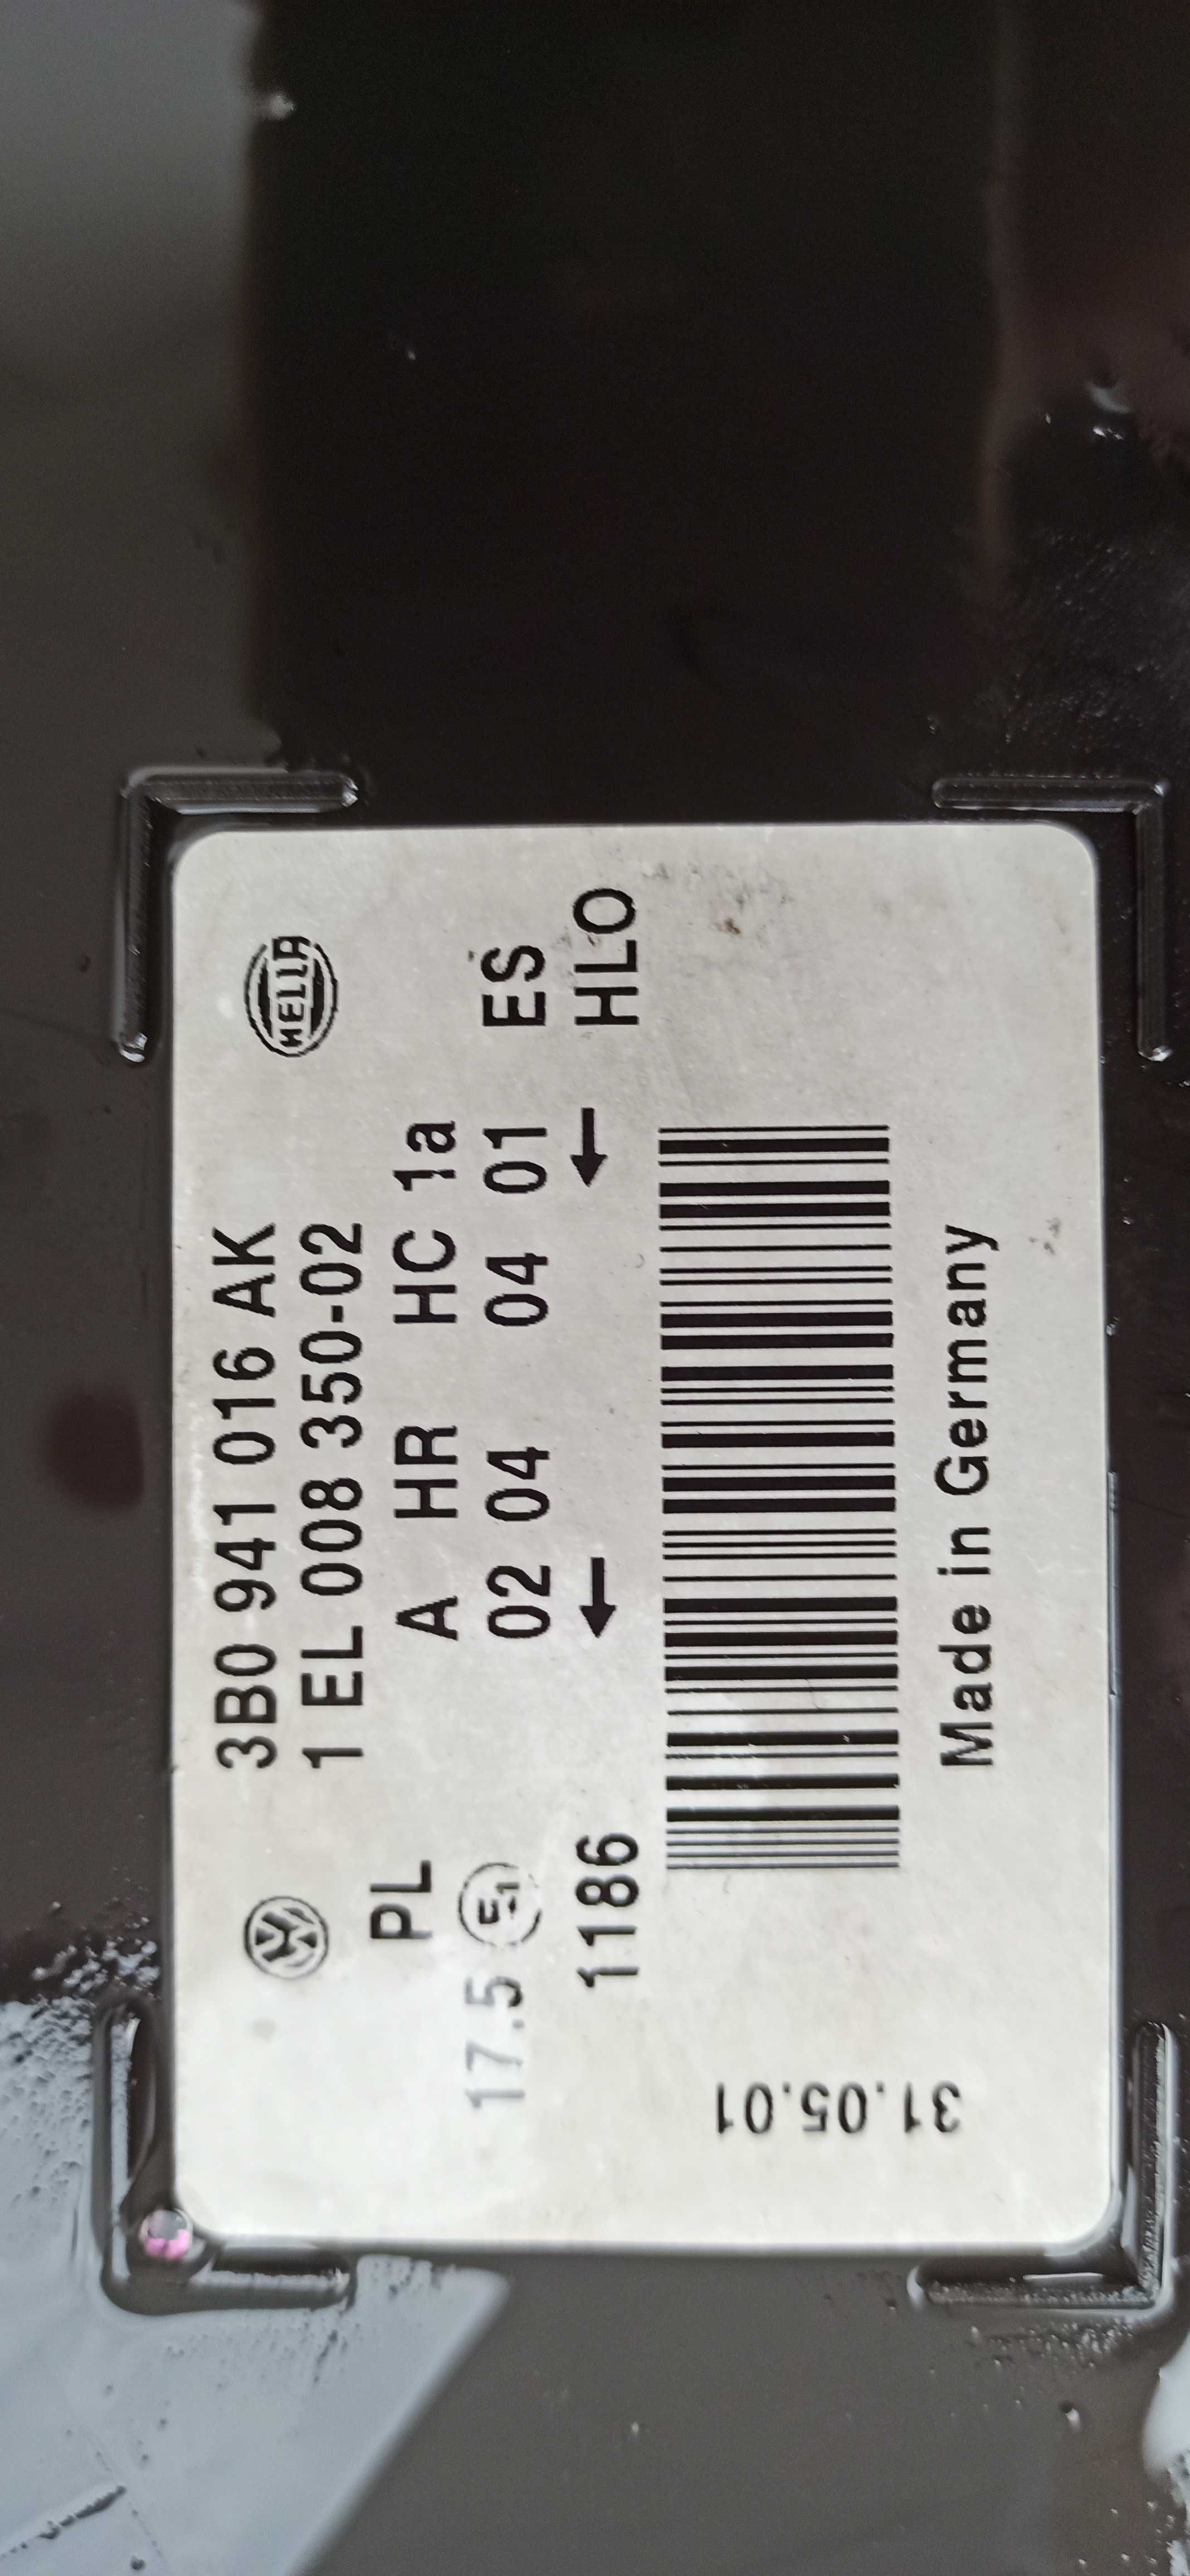 3B0 941 016 AK HELLA
1 EL 008 350-02
PL A HR HC 1a
17.5 E1 02 04 04 01 ES
1186 ← ← HLO
Made in Germany
31.05.01